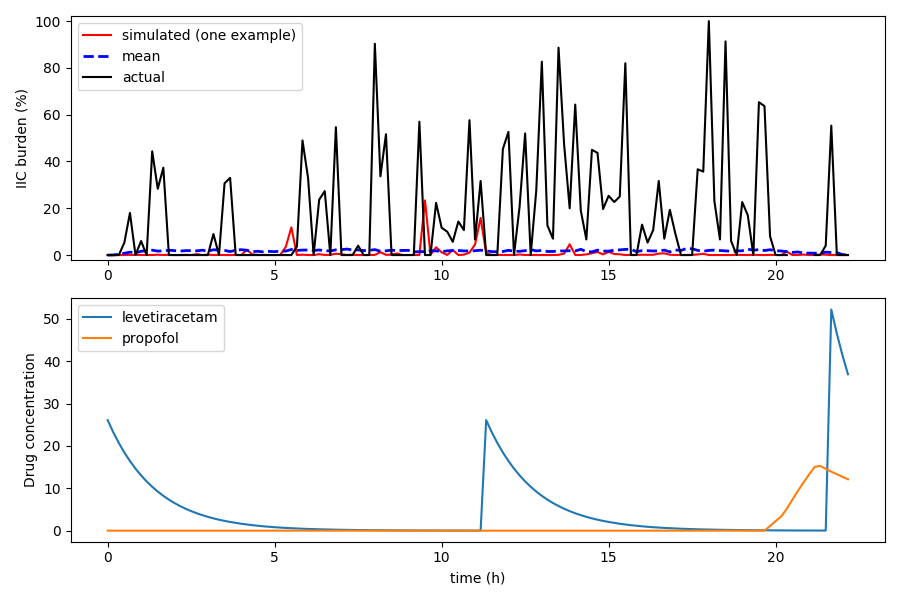 100
80
60
40
20
0
IIC burden (%)
simulated (one example)
mean
actual
0 5 10 15 20
50
40
30
20
10
0
Drug concentration
levetiracetam
propofol
0 5 10 15 20
time (h)